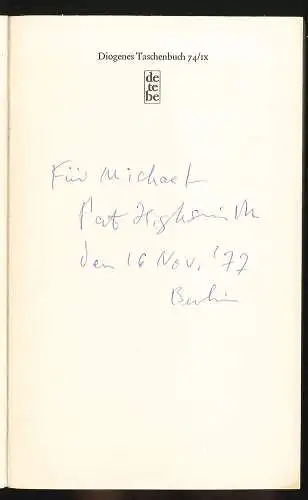 Diogenes Taschenbuch 74/IX
de
te
be
Für Michael
Pat Highsmith
den 16 Nov. '77
Berlin